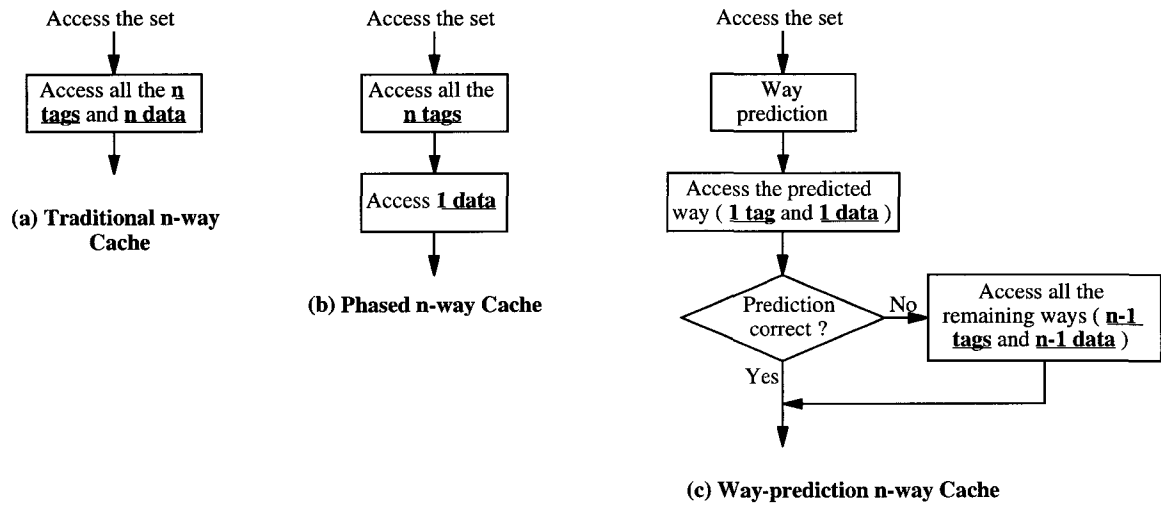 Access the set
Access all the n
tags and n data
(a) Traditional n-way
Cache
Access the set
Access all the
n tags
Access 1 data
(b) Phased n-way Cache
Access the set
Way
prediction
Access the predicted
way ( 1 tag and 1 data )
Prediction
correct ?
No
Yes
Access all the
remaining ways ( n-1
tags and n-1 data )
(c) Way-prediction n-way Cache